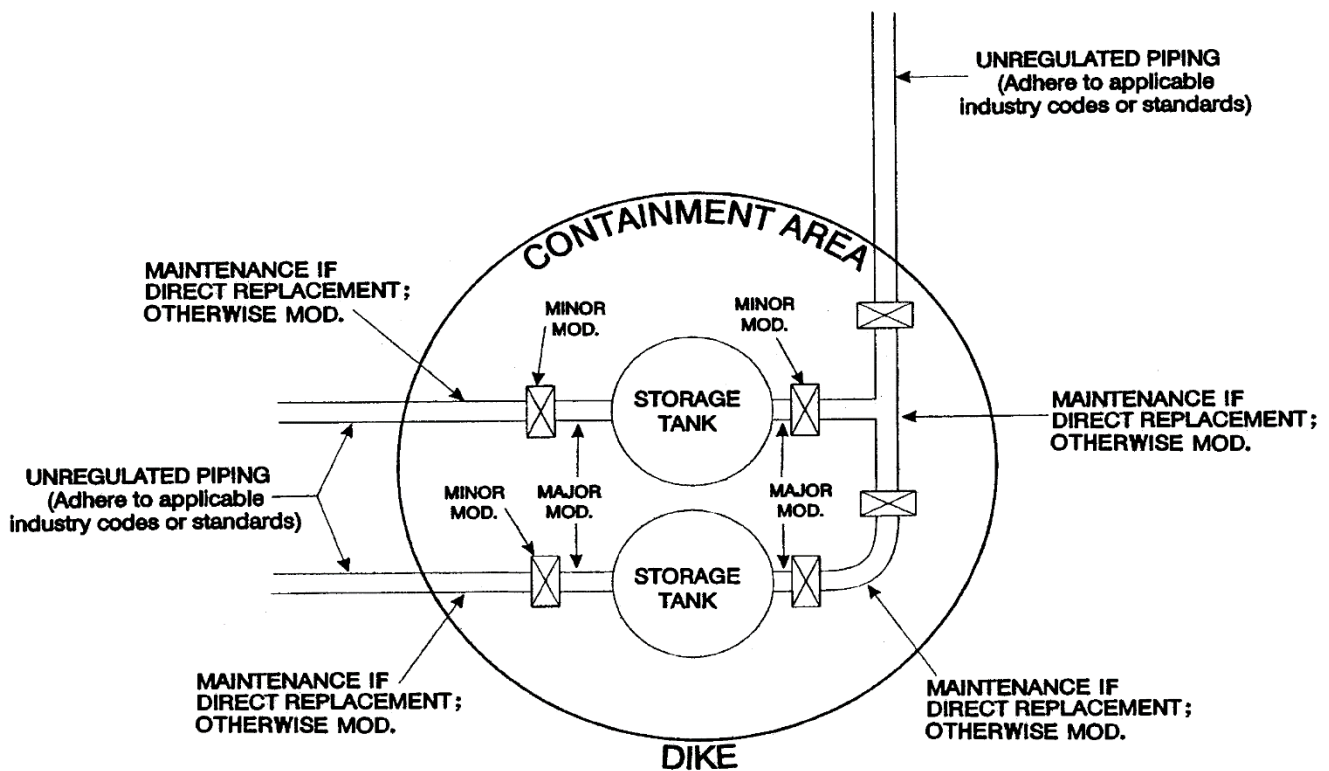 UNREGULATED PIPING
(Adhere to applicable
industry codes or standards)
CONTAINMENT AREA
MAINTENANCE IF
DIRECT REPLACEMENT;
OTHERWISE MOD.
MINOR
MOD.
MINOR
MOD.
STORAGE
TANK
MAINTENANCE IF
DIRECT REPLACEMENT;
OTHERWISE MOD.
UNREGULATED PIPING
(Adhere to applicable
industry codes or standards)
MINOR
MOD.
MAJOR
MOD.
MAJOR
MOD.
STORAGE
TANK
MAINTENANCE IF
DIRECT REPLACEMENT;
OTHERWISE MOD.
MAINTENANCE IF
DIRECT REPLACEMENT;
OTHERWISE MOD.
DIKE